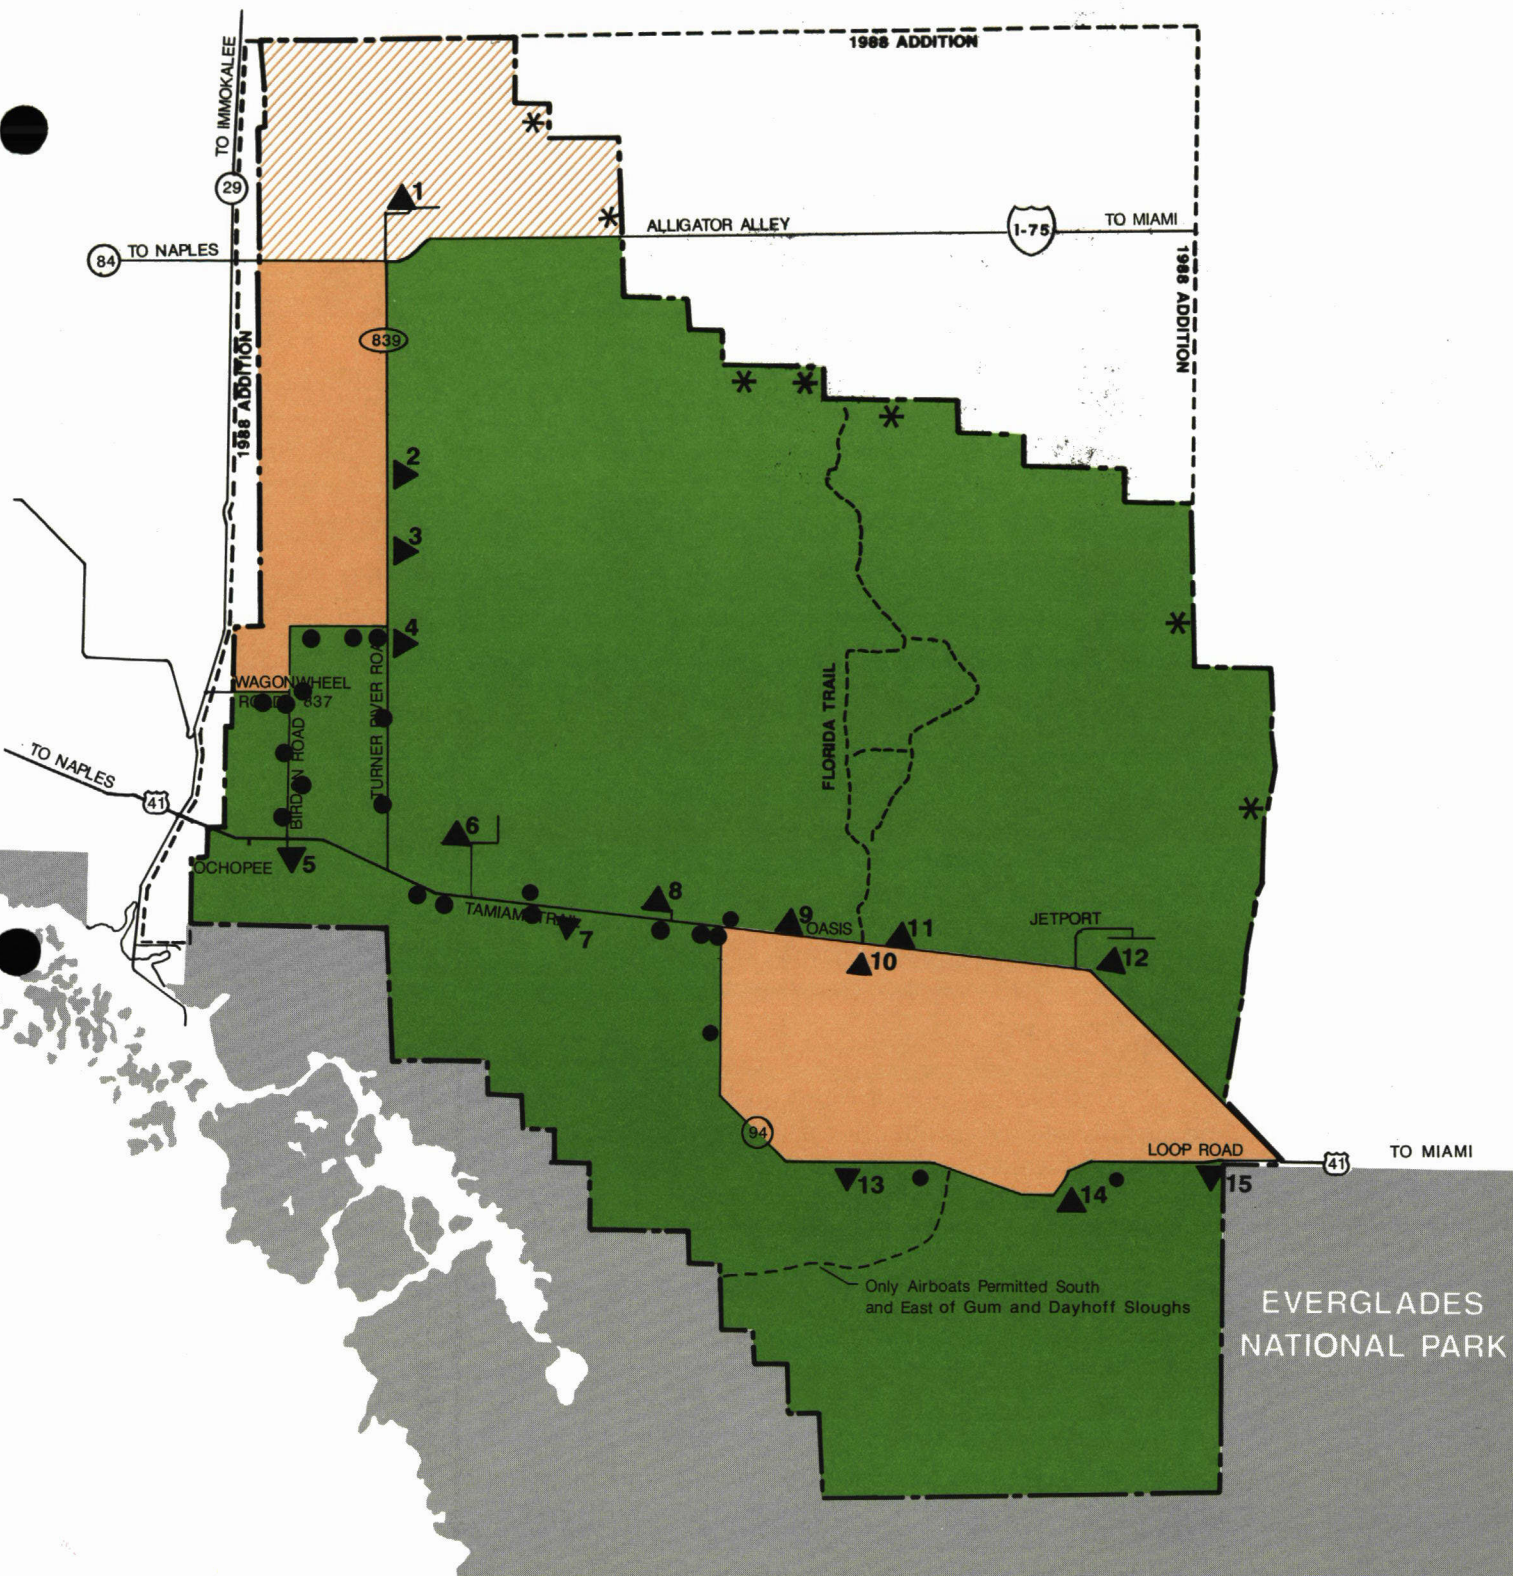 1988 ADDITION
TO IMMOKALEE
29
1
ALLIGATOR ALLEY
I-75
TO MIAMI
84
TO NAPLES
1988 ADDITION
1988 ADDITION
839
2
3
4
WAGONWHEEL
ROAD 837
TURNER RIVER ROAD
BIRDON ROAD
FLORIDA TRAIL
TO NAPLES
41
6
5
OCHOPEE
TAMIAMI TRAIL
7
8
9
OASIS
11
10
JETPORT
12
94
LOOP ROAD
41
TO MIAMI
13
14
15
Only Airboats Permitted South
and East of Gum and Dayhoff Sloughs
EVERGLADES
NATIONAL PARK